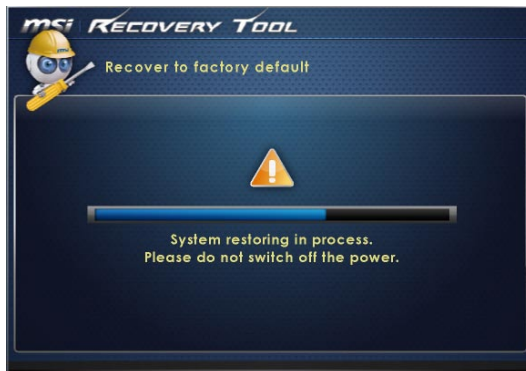 msi RECOVERY TOOL
Recover to factory default
System restoring in process.
Please do not switch off the power.